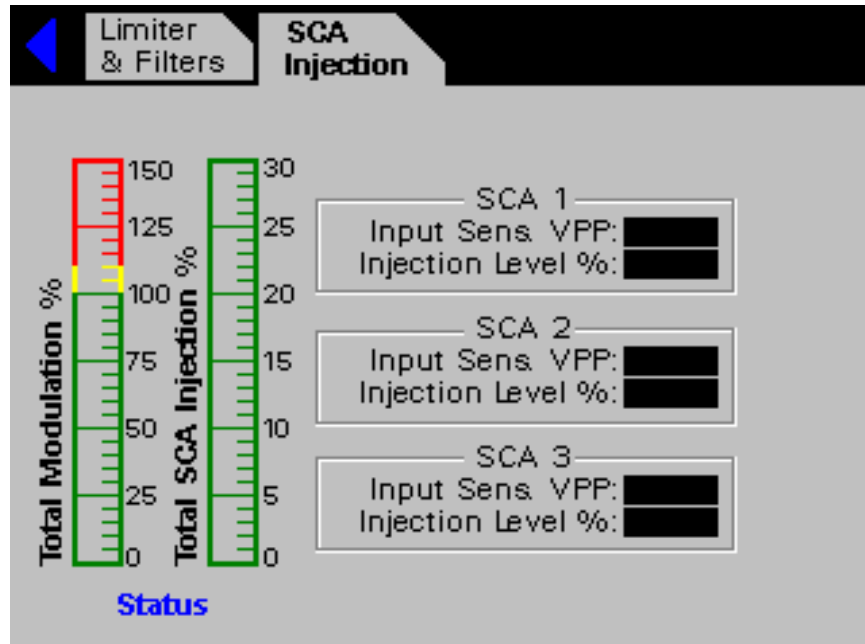 Limiter
& Filters
SCA
Injection
Total Modulation %
150
125
100
75
50
25
0
Total SCA Injection %
30
25
20
15
10
5
0
SCA 1
Input Sens. VPP:
Injection Level %:
SCA 2
Input Sens. VPP:
Injection Level %:
SCA 3
Input Sens. VPP:
Injection Level %:
Status